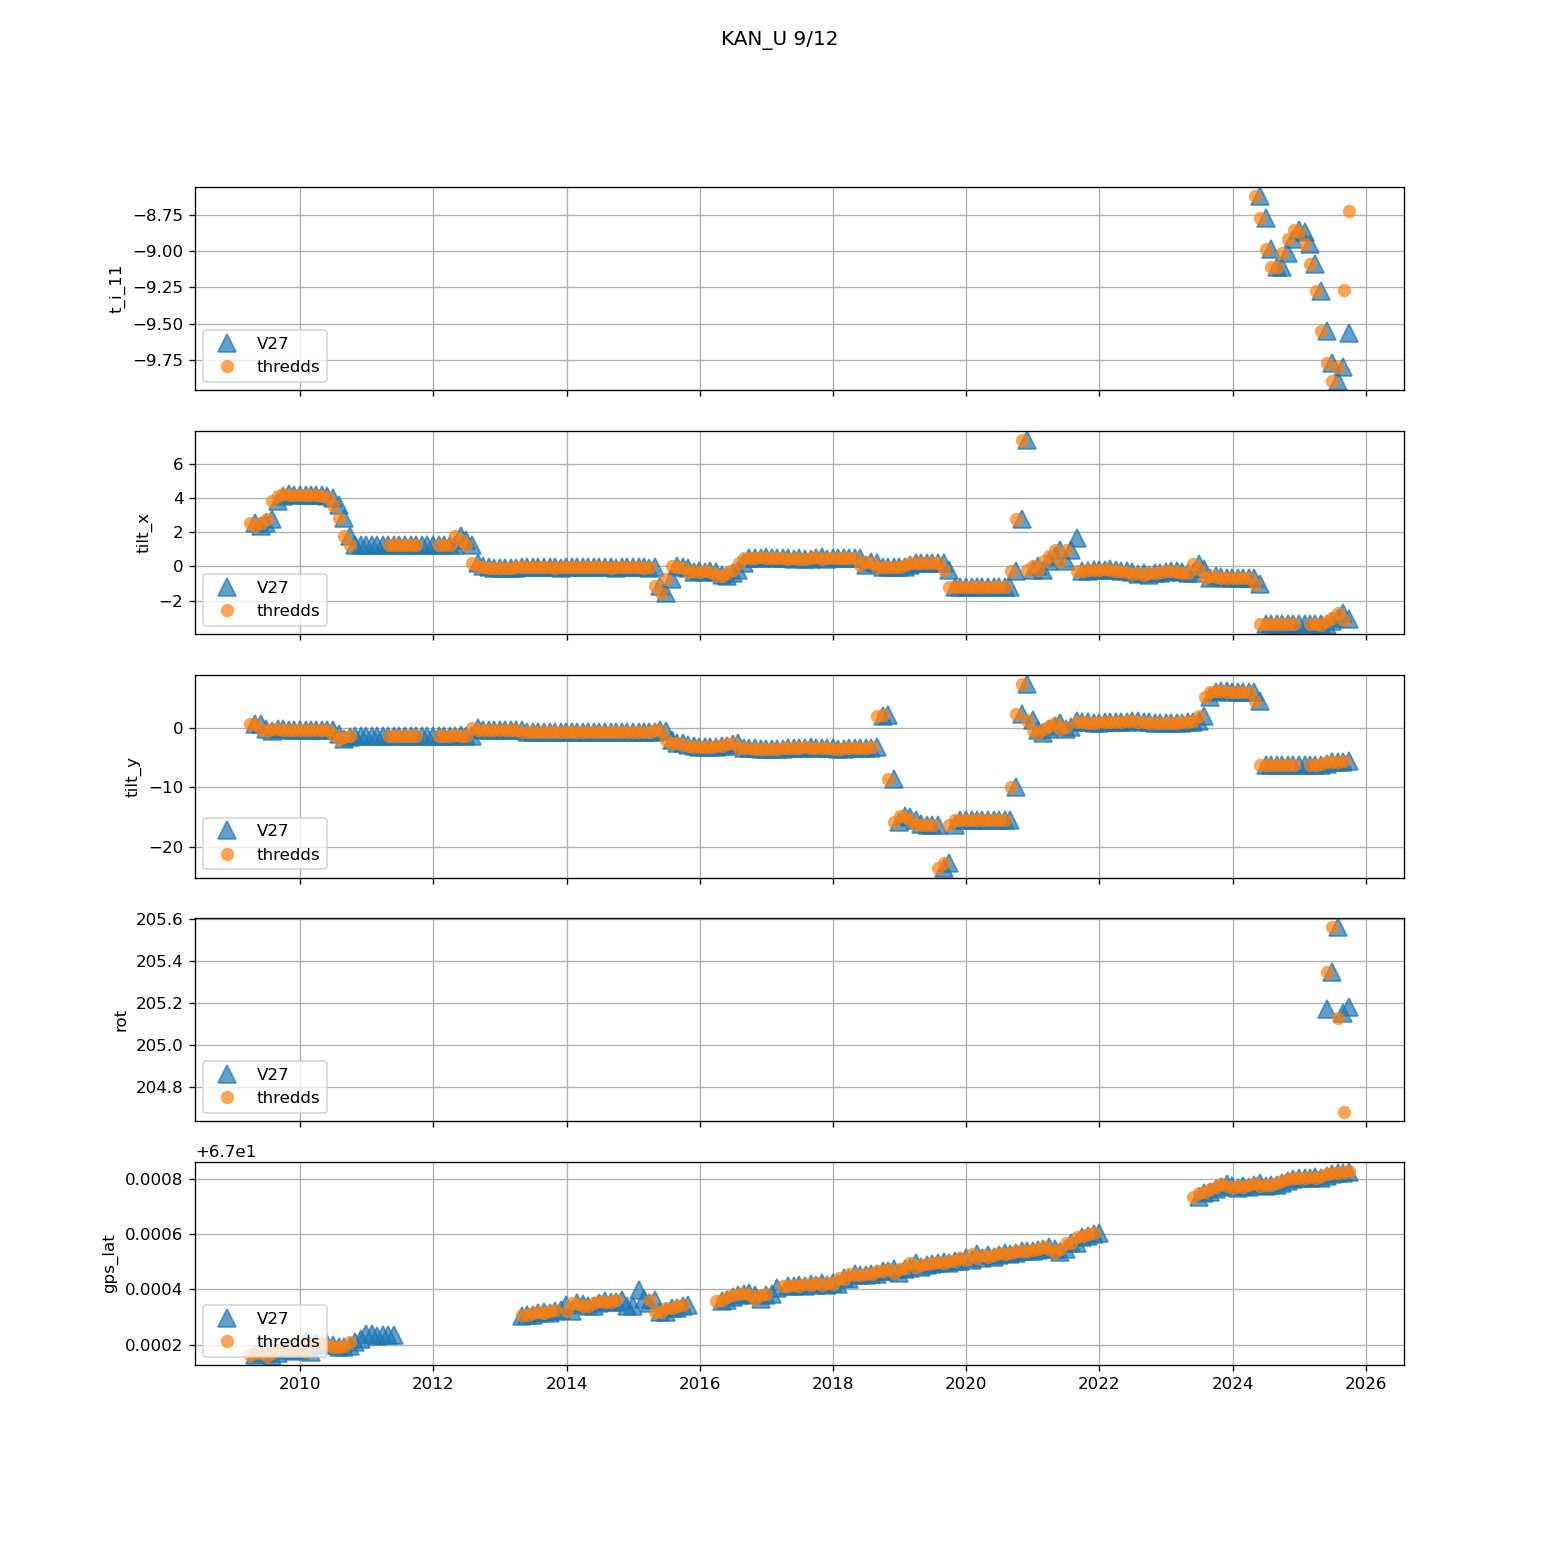 KAN_U 9/12
t_i_11
−8.75
−9.00
−9.25
−9.50
−9.75
V27
thredds
tilt_x
6
4
2
0
−2
V27
thredds
tilt_y
0
−10
−20
V27
thredds
rot
205.6
205.4
205.2
205.0
204.8
V27
thredds
+6.7e1
gps_lat
0.0008
0.0006
0.0004
0.0002
V27
thredds
2010 2012 2014 2016 2018 2020 2022 2024 2026